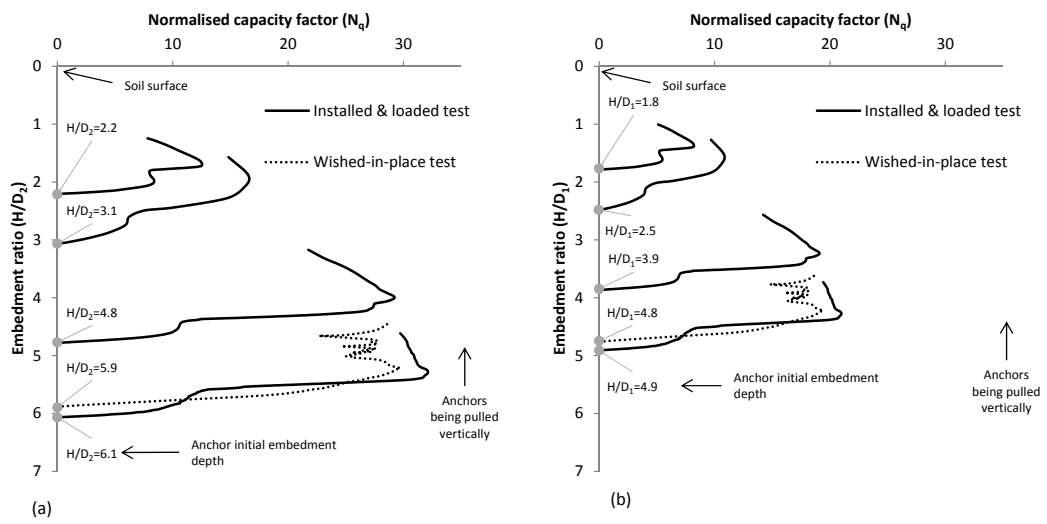 (a)
Normalised capacity factor (Nq)
0 10 20 30
0
1
2
3
4
5
6
7
Embedment ratio (H/D2)
Soil surface
H/D2=2.2
Installed & loaded test
Wished-in-place test
H/D2=3.1
H/D2=4.8
H/D2=5.9
H/D2=6.1
Anchor initial embedment
depth
Anchors
being pulled
vertically
(b)
Normalised capacity factor (Nq)
0 10 20 30
0
1
2
3
4
5
6
7
Embedment ratio (H/D1)
Soil surface
H/D1=1.8
Installed & loaded test
Wished-in-place test
H/D1=2.5
H/D1=3.9
H/D1=4.8
H/D1=4.9
Anchor initial embedment
depth
Anchors
being pulled
vertically